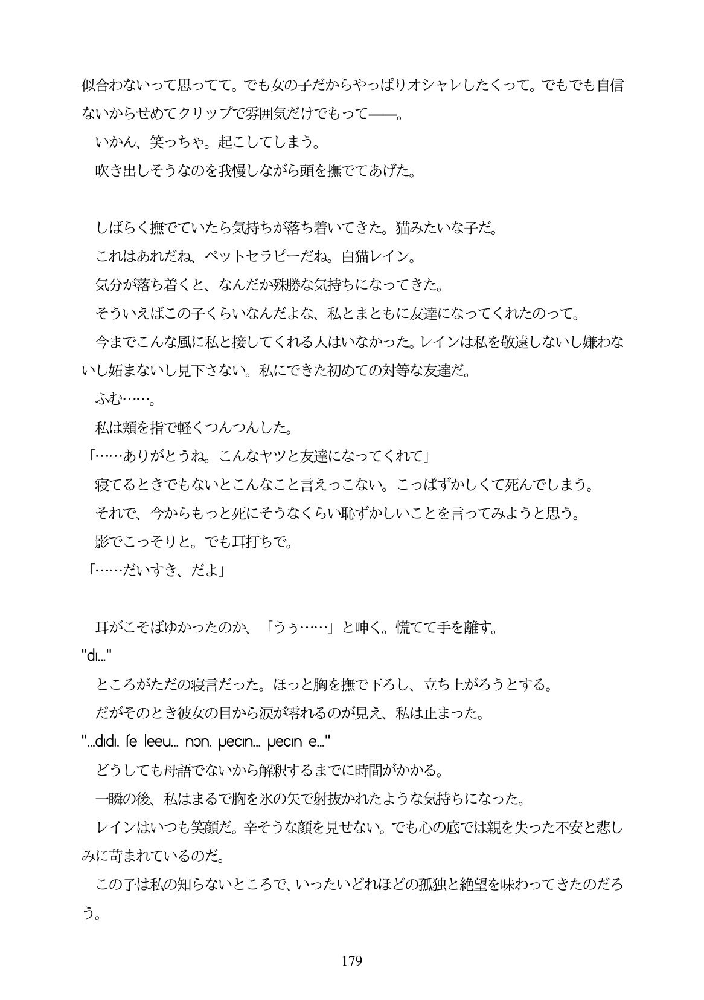 似合わないって思ってて。でも女の子だからやっぱりオシャレしたくって。でもでも自信
ないからせめてクリップで雰囲気だけでもって――。
　いかん、笑っちゃ。起こしてしまう。
　吹き出しそうなのを我慢しながら頭を撫でてあげた。

　しばらく撫でていたら気持ちが落ち着いてきた。猫みたいな子だ。
　これはあれだね、ペットセラピーだね。白猫レイン。
　気分が落ち着くと、なんだか殊勝な気持ちになってきた。
　そういえばこの子くらいなんだよな、私とまともに友達になってくれたのって。
　今までこんな風に私と接してくれる人はいなかった。レインは私を敬遠しないし嫌わな
いし妬まないし見下さない。私にできた初めての対等な友達だ。
　ふむ……。
　私は頬を指で軽くつんつんした。
「……ありがとうね。こんなヤツと友達になってくれて」
　寝てるときでもないとこんなこと言えっこない。こっぱずかしくて死んでしまう。
　それで、今からもっと死にそうなくらい恥ずかしいことを言ってみようと思う。
　影でこっそりと。でも耳打ちで。
「……だいすき、だよ」

　耳がこそばゆかったのか、「うぅ……」と呻く。慌てて手を離す。
"dı..."
　ところがただの寝言だった。ほっと胸を撫で下ろし、立ち上がろうとする。
　だがそのとき彼女の目から涙が零れるのが見え、私は止まった。
"...dıdı. ſe leeu... nɔn. µecın... µecın e..."
　どうしても母語でないから解釈するまでに時間がかかる。
　一瞬の後、私はまるで胸を氷の矢で射抜かれたような気持ちになった。
　レインはいつも笑顔だ。辛そうな顔を見せない。でも心の底では親を失った不安と悲し
みに苛まれているのだ。
　この子は私の知らないところで、いったいどれほどの孤独と絶望を味わってきたのだろ
う。
179